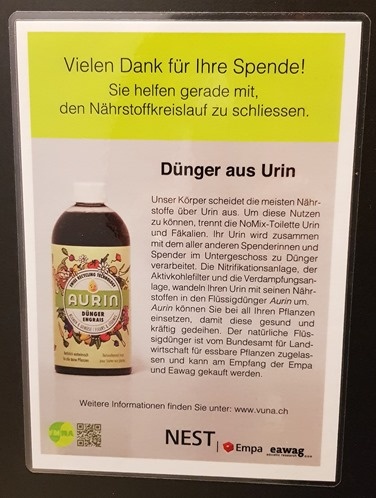 Vielen Dank für Ihre Spende!
Sie helfen gerade mit,
den Nährstoffkreislauf zu schliessen.
Dünger aus Urin
Unser Körper scheidet die meisten Nähr-
stoffe über Urin aus. Um diese Nutzen
zu können, trennt die NoMix-Toilette Urin
und Fäkalien. Ihr Urin wird zusammen
mit dem aller anderen Spenderinnen und
Spender im Untergeschoss zu Dünger
verarbeitet. Die Nitrifikationanlage, der
Aktivkohlefilter und die Verdampfungsan-
lage, wandeln Ihren Urin mit seinen Nähr-
stoffen in den Flüssigdünger Aurin um.
Aurin können Sie bei all Ihren Pflanzen
einsetzen, damit diese gesund und
kräftig gedeihen. Der natürliche Flüs-
sigdünger ist vom Bundesamt für Land-
wirtschaft für essbare Pflanzen zugelas-
sen und kann am Empfang der Empa
und Eawag gekauft werden.
AURIN
DÜNGER
ENGRAIS
Weitere Informationen finden Sie unter: www.vuna.ch
NEST
Empa
eawag